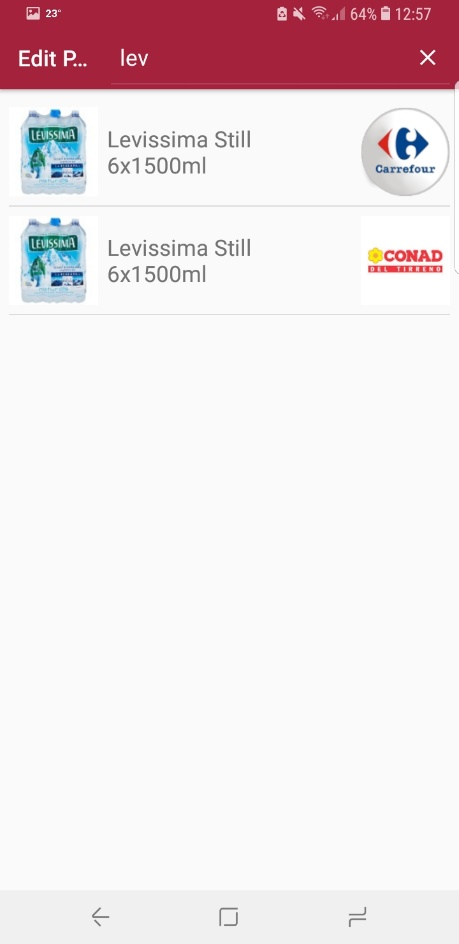 23° 64% 12:57
Edit P... lev
LEVISSIMA
Levissima Still
6x1500ml
Carrefour
LEVISSIMA
Levissima Still
6x1500ml
CONAD
DEL TIRRENO